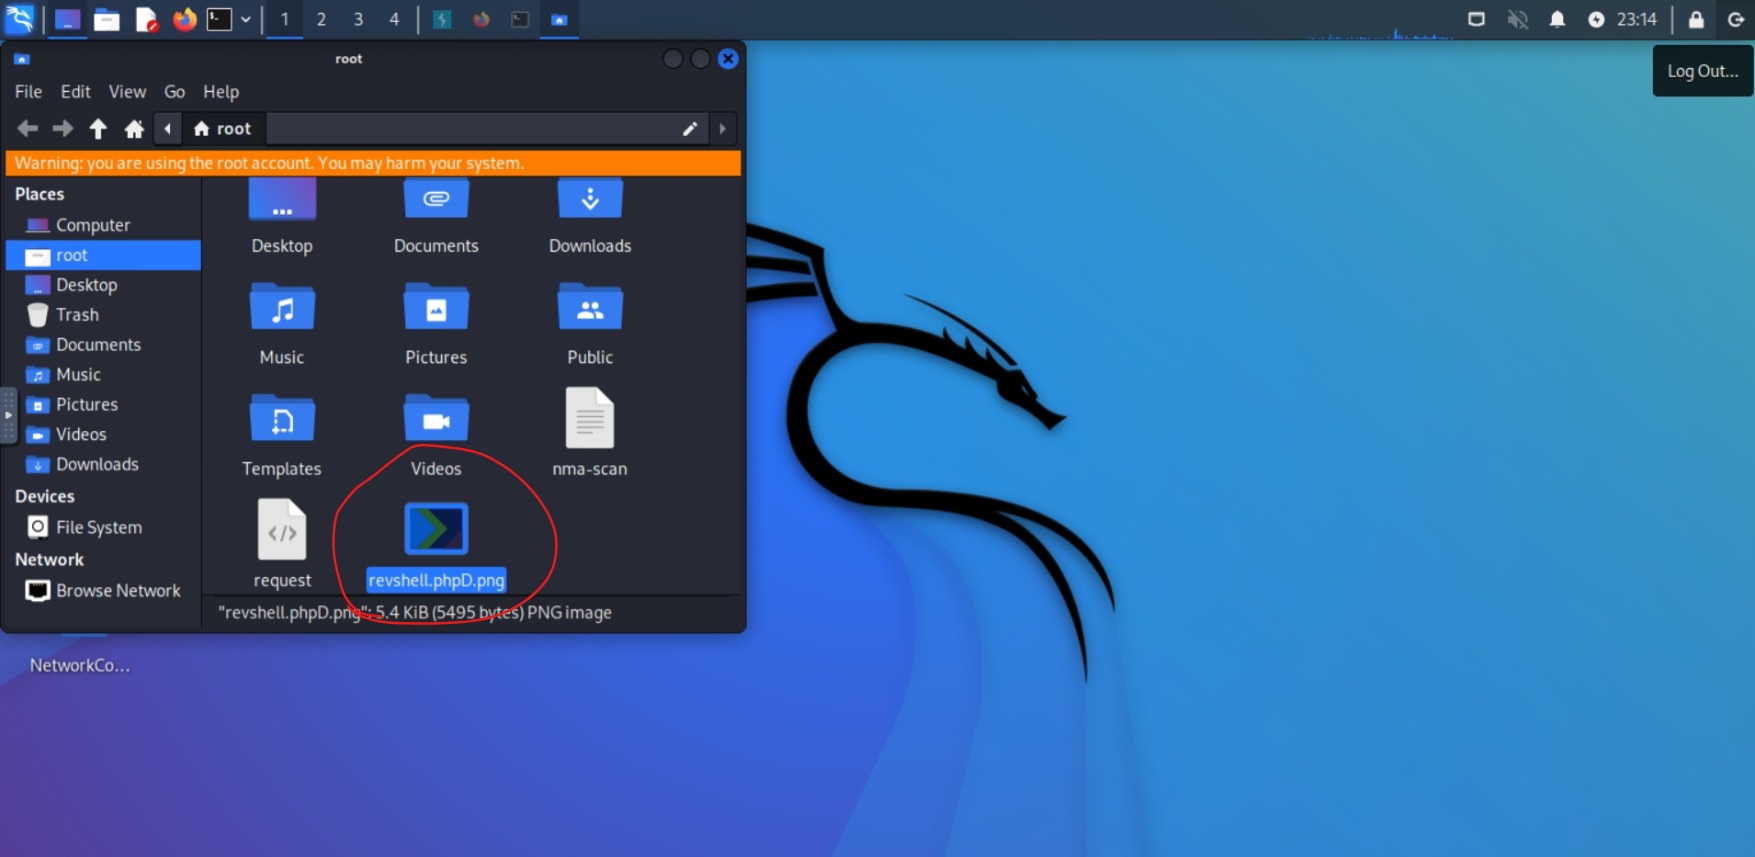 1 2 3 4 23:14
root
Log Out...
File Edit View Go Help
root
Warning: you are using the root account. You may harm your system.
Places
Computer
root
Desktop
Trash
Documents
Music
Pictures
Videos
Downloads
Devices
File System
Network
Browse Network
Desktop Documents Downloads
Music Pictures Public
Templates Videos nma-scan
request revshell.phpD.png
"revshell.phpD.png": 5.4 KiB (5495 bytes) PNG image
NetworkCo...